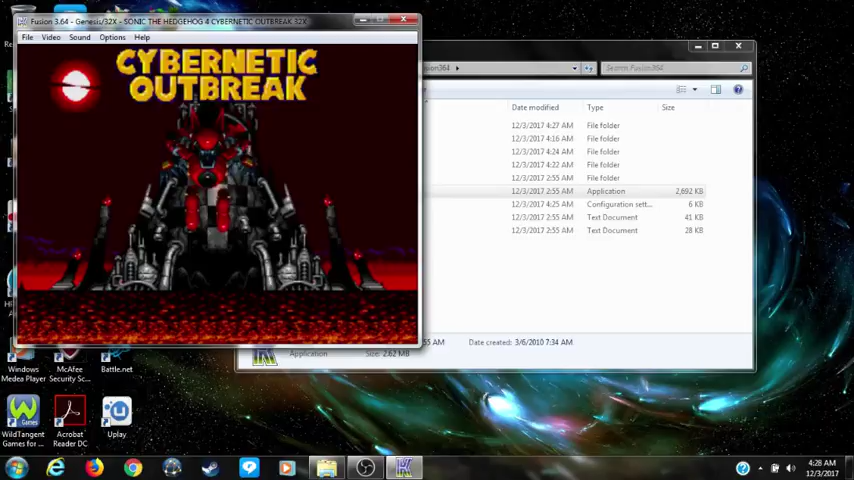 Fusion 3.64 - Genesis/32X - SONIC THE HEDGEHOG 4 CYBERNETIC OUTBREAK 32X
File Video Sound Options Help
CYBERNETIC
OUTBREAK
Search Fusion364
Date modified Type Size
12/3/2017 4:27 AM File folder
12/3/2017 4:16 AM File folder
12/3/2017 4:24 AM File folder
12/3/2017 4:22 AM File folder
12/3/2017 2:55 AM File folder
12/3/2017 2:55 AM Application 2,692 KB
12/3/2017 4:25 AM Configuration sett... 6 KB
12/3/2017 2:55 AM Text Document 41 KB
12/3/2017 2:55 AM Text Document 28 KB
Date created: 3/6/2010 7:34 AM
Application Size: 2.62 MB
Windows
Media Player
McAfee
Security Sc...
Battle.net
WildTangent
Games for ...
Acrobat
Reader DC
Uplay
4:28 AM
12/3/2017